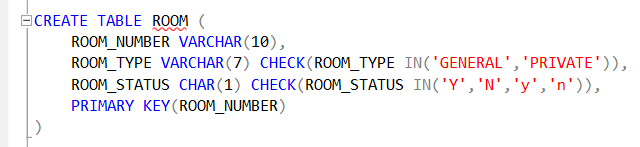 CREATE TABLE ROOM (
ROOM_NUMBER VARCHAR(10),
ROOM_TYPE VARCHAR(7) CHECK(ROOM_TYPE IN('GENERAL','PRIVATE')),
ROOM_STATUS CHAR(1) CHECK(ROOM_STATUS IN('Y','N','y','n')),
PRIMARY KEY(ROOM_NUMBER)
)